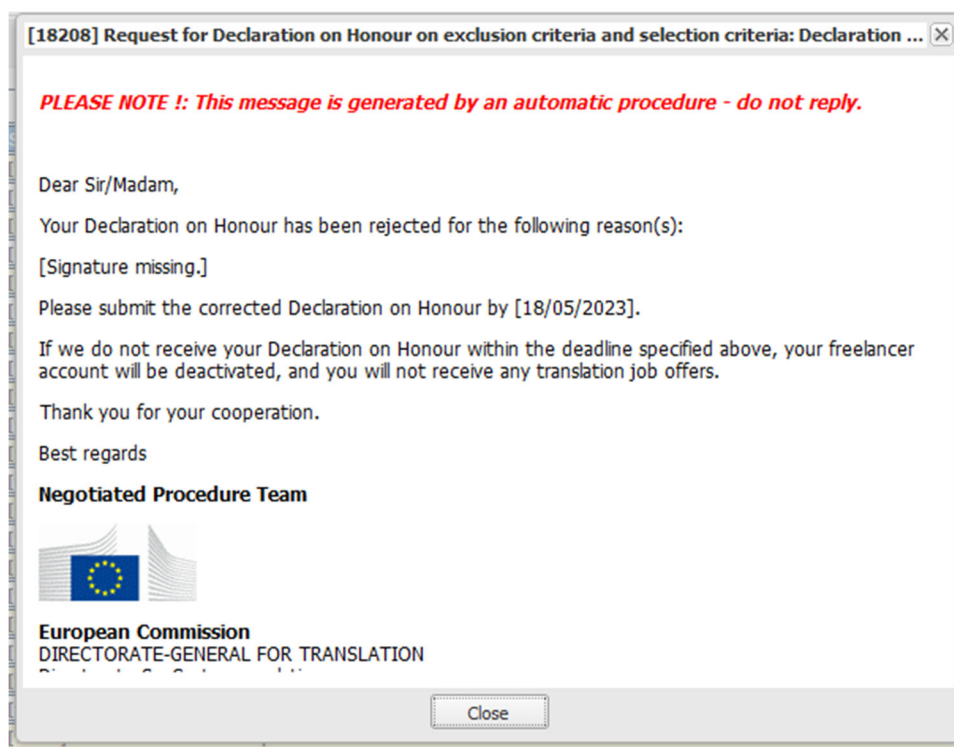 [18208] Request for Declaration on Honour on exclusion criteria and selection criteria: Declaration ...
PLEASE NOTE !: This message is generated by an automatic procedure - do not reply.
Dear Sir/Madam,
Your Declaration on Honour has been rejected for the following reason(s):
[Signature missing.]
Please submit the corrected Declaration on Honour by [18/05/2023].
If we do not receive your Declaration on Honour within the deadline specified above, your freelancer
account will be deactivated, and you will not receive any translation job offers.
Thank you for your cooperation.
Best regards
Negotiated Procedure Team
European Commission
DIRECTORATE-GENERAL FOR TRANSLATION
Close